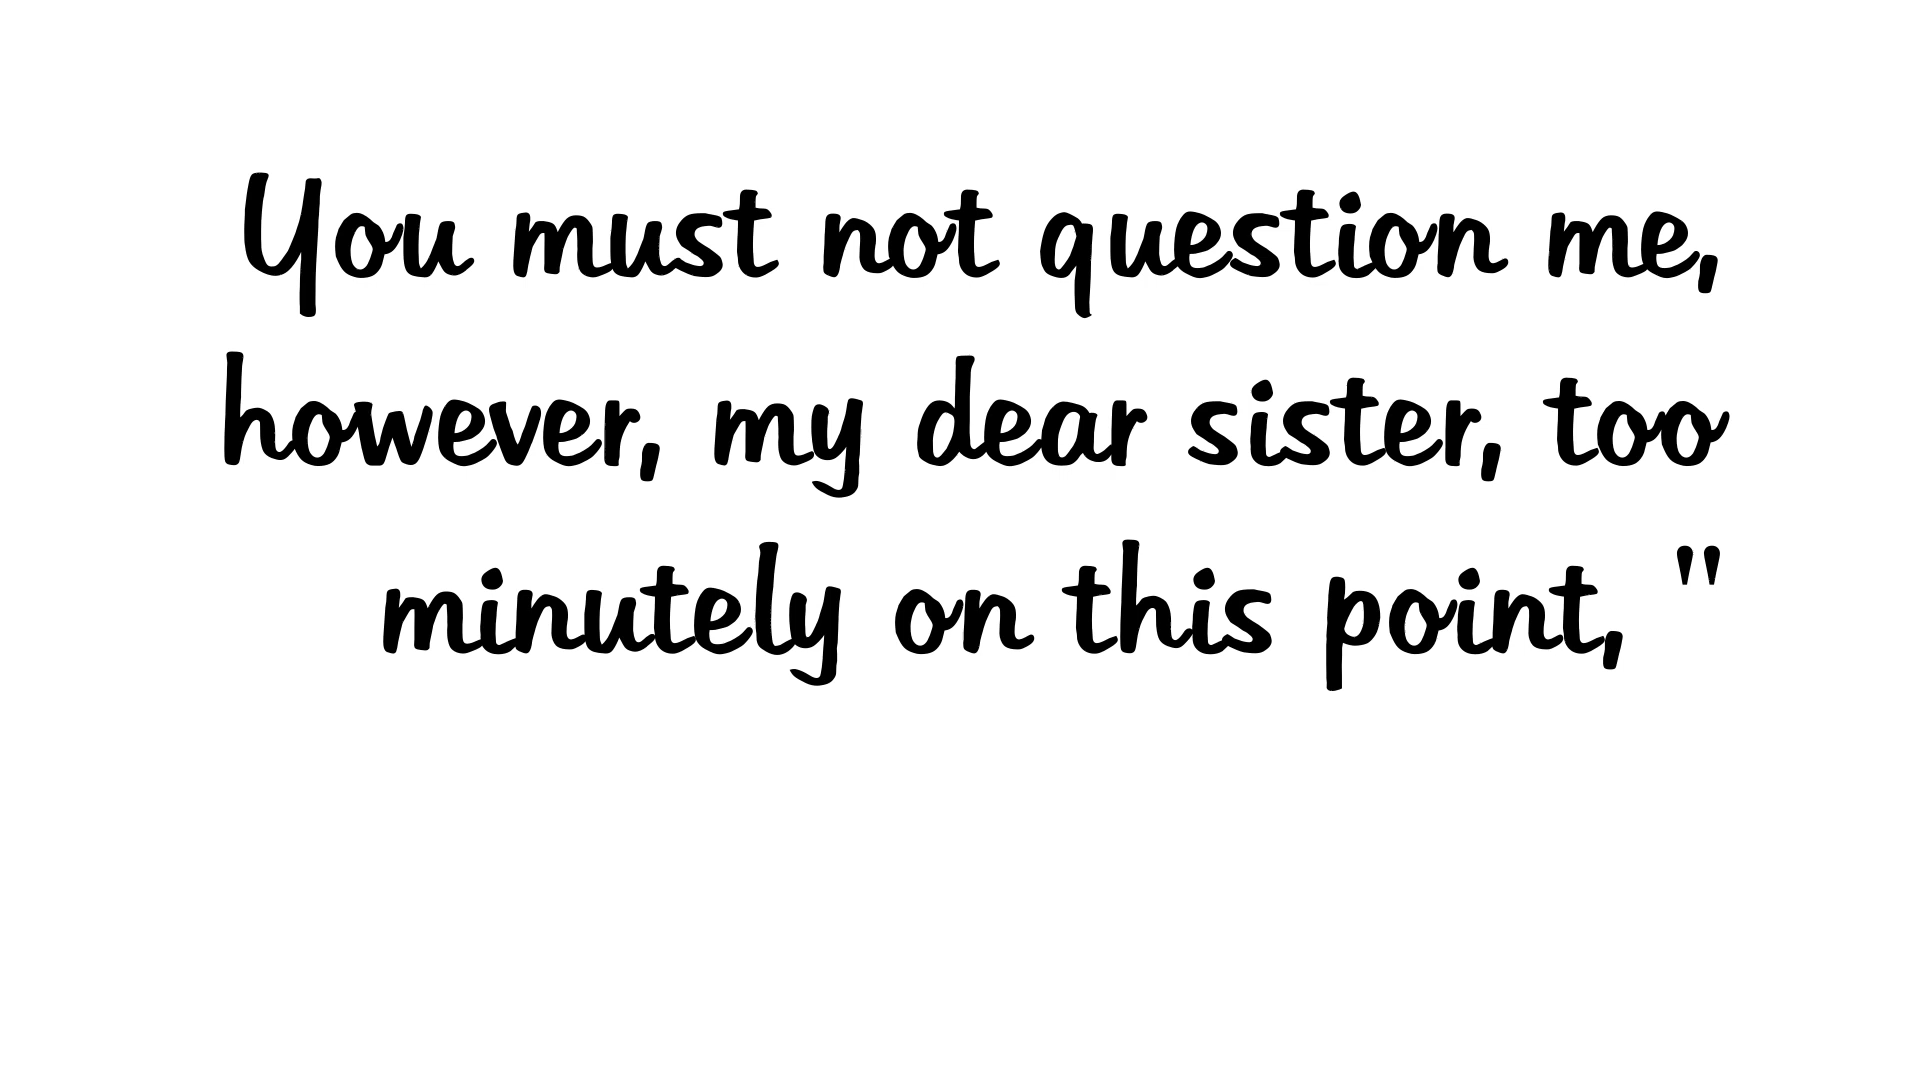 You must not question me,
however, my dear sister, too
minutely on this point, "